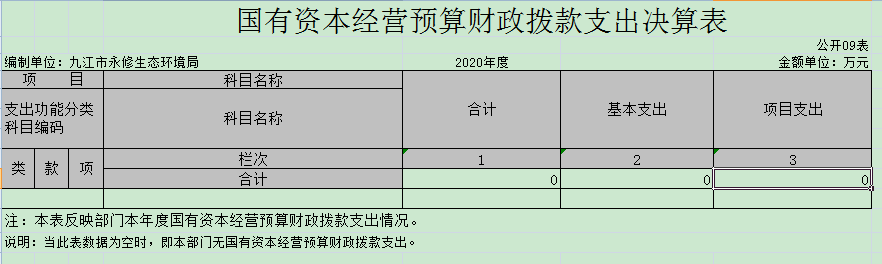 国有资本经营预算财政拨款支出决算表
公开09表
编制单位：九江市永修生态环境局 2020年度 金额单位：万元
项 目 科目名称 合计 基本支出 项目支出
支出功能分类
科目编码
科目名称
类 款 项 栏次 1 2 3
合计 0 0 0
注：本表反映部门本年度国有资本经营预算财政拨款支出情况。
说明：当此表数据为空时，即本部门无国有资本经营预算财政拨款支出。